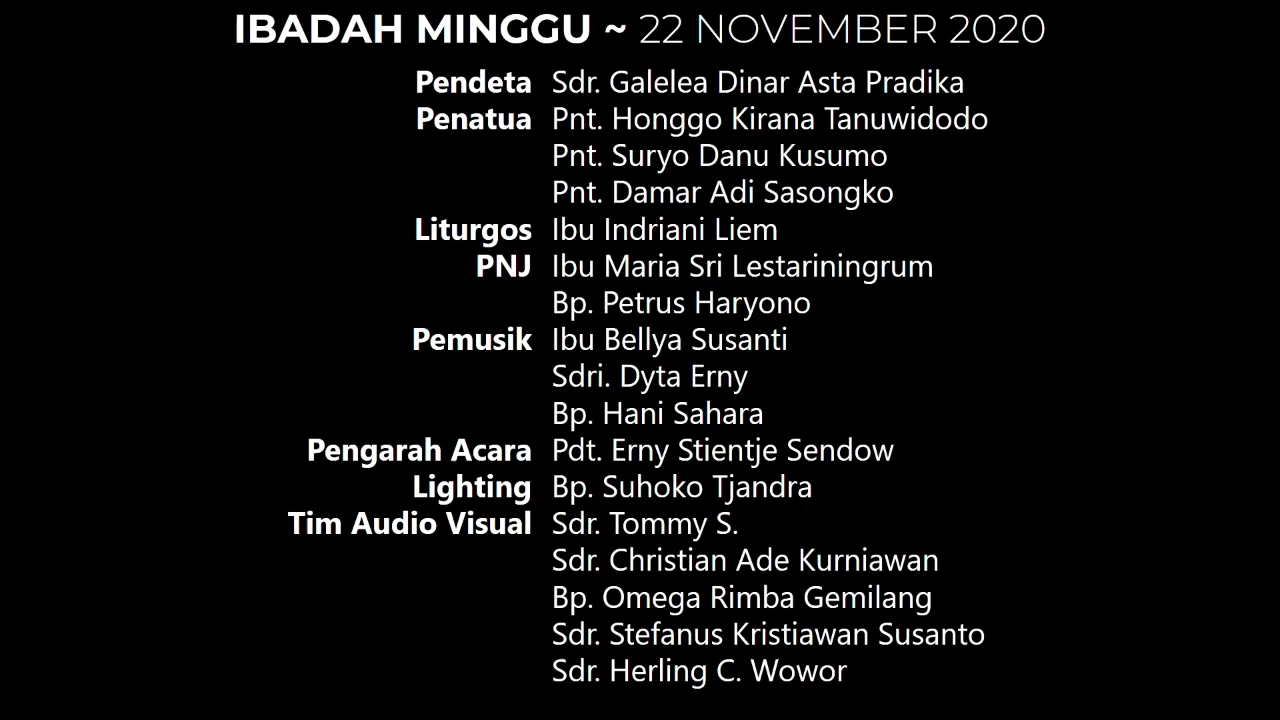 IBADAH MINGGU ~ 22 NOVEMBER 2020
Pendeta Sdr. Galelea Dinar Asta Pradika
Penatua Pnt. Honggo Kirana Tanuwidodo
Pnt. Suryo Danu Kusumo
Pnt. Damar Adi Sasongko
Liturgos Ibu Indriani Liem
PNJ Ibu Maria Sri Lestariningrum
Bp. Petrus Haryono
Pemusik Ibu Bellya Susanti
Sdri. Dyta Erny
Bp. Hani Sahara
Pengarah Acara Pdt. Erny Stientje Sendow
Lighting Bp. Suhoko Tjandra
Tim Audio Visual Sdr. Tommy S.
Sdr. Christian Ade Kurniawan
Bp. Omega Rimba Gemilang
Sdr. Stefanus Kristiawan Susanto
Sdr. Herling C. Wowor